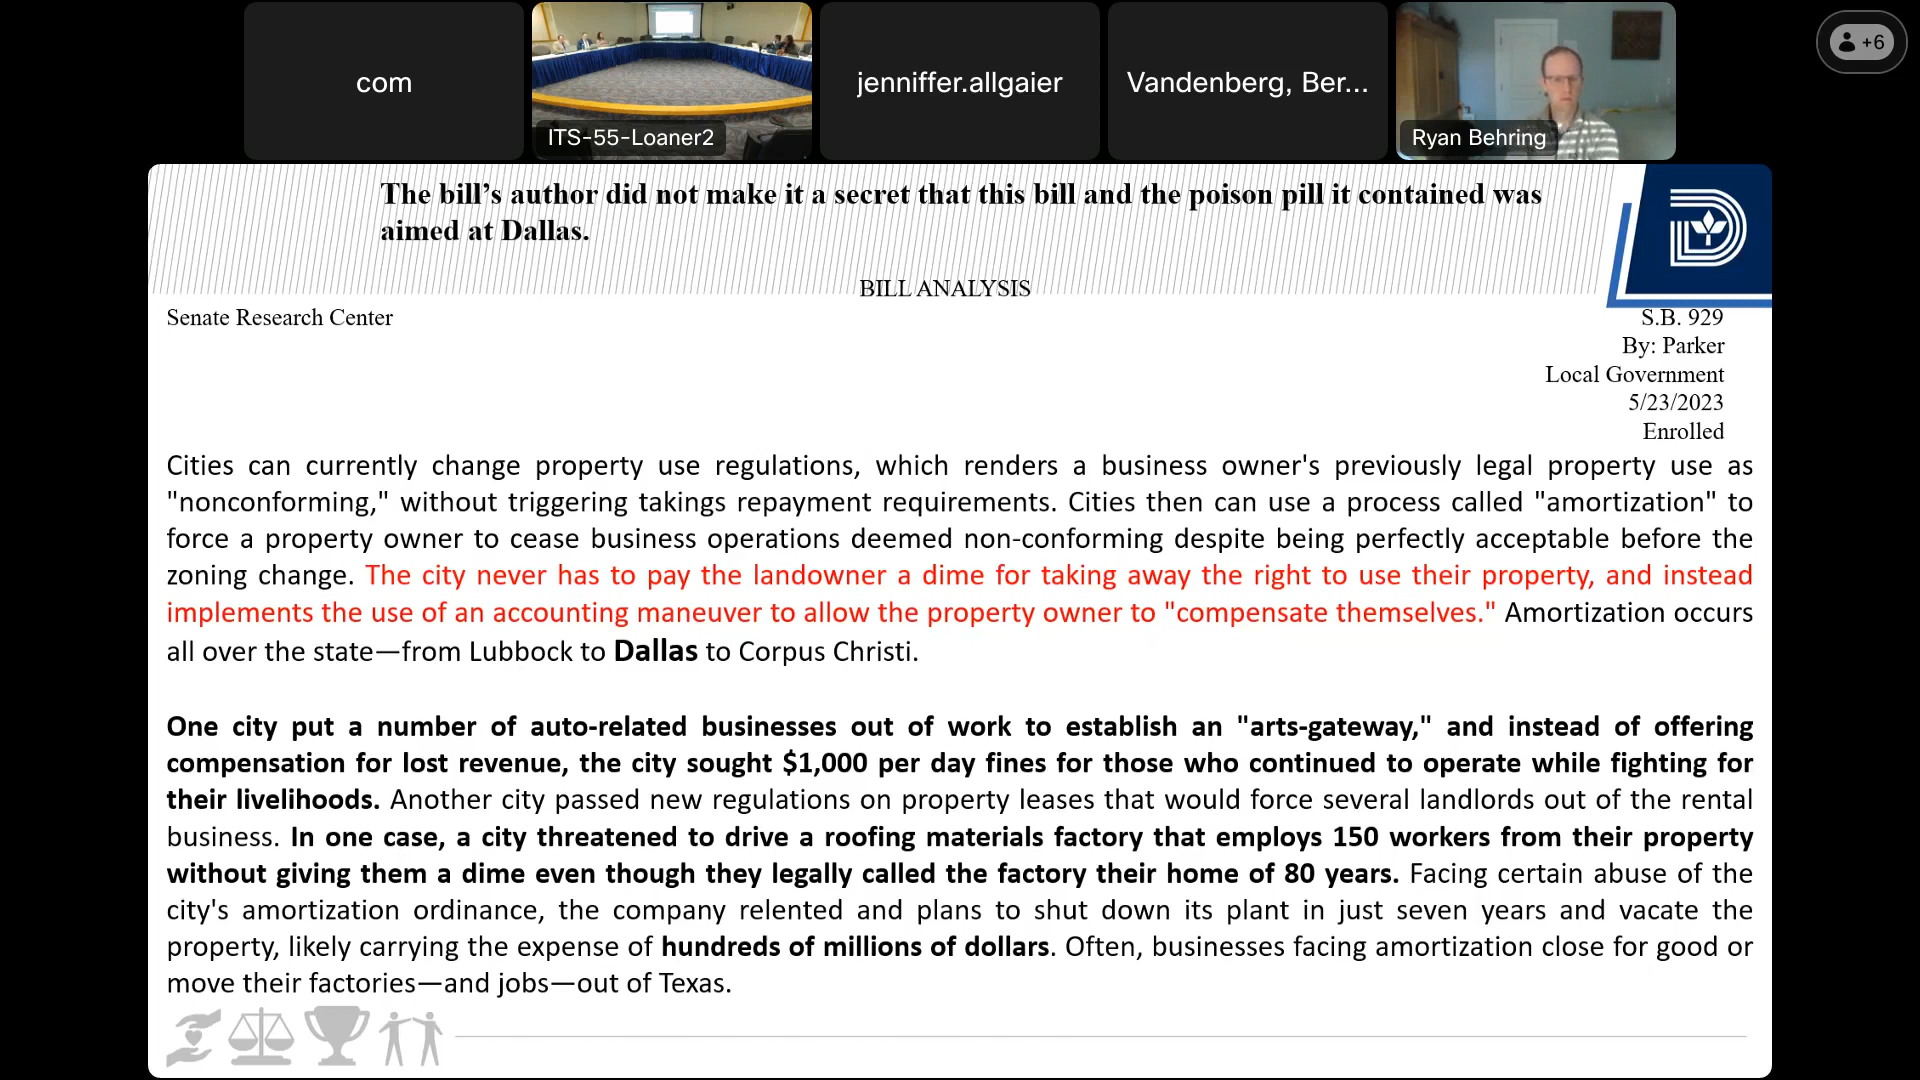 com
ITS-55-Loaner2
jenniffer.allgaier
Vandenberg, Ber...
Ryan Behring
+6
The bill’s author did not make it a secret that this bill and the poison pill it contained was
aimed at Dallas.
BILL ANALYSIS
Senate Research Center
S.B. 929
By: Parker
Local Government
5/23/2023
Enrolled
Cities can currently change property use regulations, which renders a business owner's previously legal property use as
"nonconforming," without triggering takings repayment requirements. Cities then can use a process called "amortization" to
force a property owner to cease business operations deemed non-conforming despite being perfectly acceptable before the
zoning change. The city never has to pay the landowner a dime for taking away the right to use their property, and instead
implements the use of an accounting maneuver to allow the property owner to "compensate themselves." Amortization occurs
all over the state—from Lubbock to Dallas to Corpus Christi.
One city put a number of auto-related businesses out of work to establish an "arts-gateway," and instead of offering
compensation for lost revenue, the city sought $1,000 per day fines for those who continued to operate while fighting for
their livelihoods. Another city passed new regulations on property leases that would force several landlords out of the rental
business. In one case, a city threatened to drive a roofing materials factory that employs 150 workers from their property
without giving them a dime even though they legally called the factory their home of 80 years. Facing certain abuse of the
city's amortization ordinance, the company relented and plans to shut down its plant in just seven years and vacate the
property, likely carrying the expense of hundreds of millions of dollars. Often, businesses facing amortization close for good or
move their factories—and jobs—out of Texas.